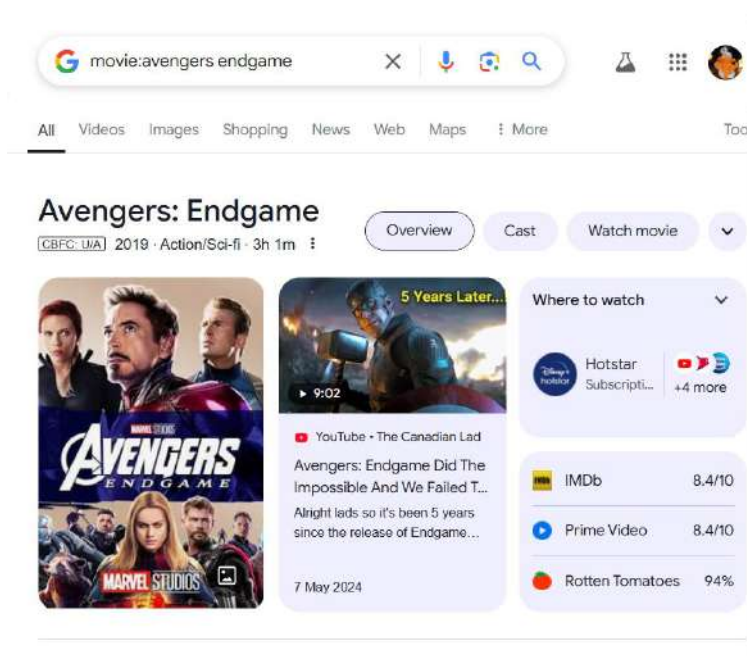 movie:avengers endgame
All Videos Images Shopping News Web Maps More Too
Avengers: Endgame
CBFC: U/A 2019 · Action/Sci-fi · 3h 1m
Overview Cast Watch movie
MARVEL STUDIOS
AVENGERS
ENDGAME
MARVEL STUDIOS
5 Years Later...
9:02
YouTube • The Canadian Lad
Avengers: Endgame Did The
Impossible And We Failed T...
Alright lads so it's been 5 years
since the release of Endgame...
7 May 2024
Where to watch
Disney+
hotstar
Hotstar
Subscripti...
+4 more
IMDb IMDb 8.4/10
Prime Video 8.4/10
Rotten Tomatoes 94%